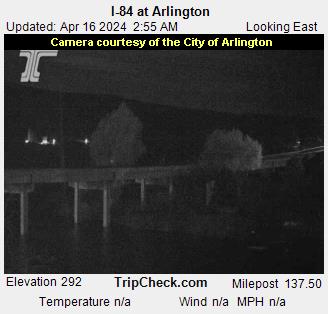 I-84 at Arlington
Updated: Apr 16 2024 2:55 AM Looking East
Camera courtesy of the City of Arlington
Elevation 292 TripCheck.com Milepost 137.50
Temperature n/a Wind n/a MPH n/a